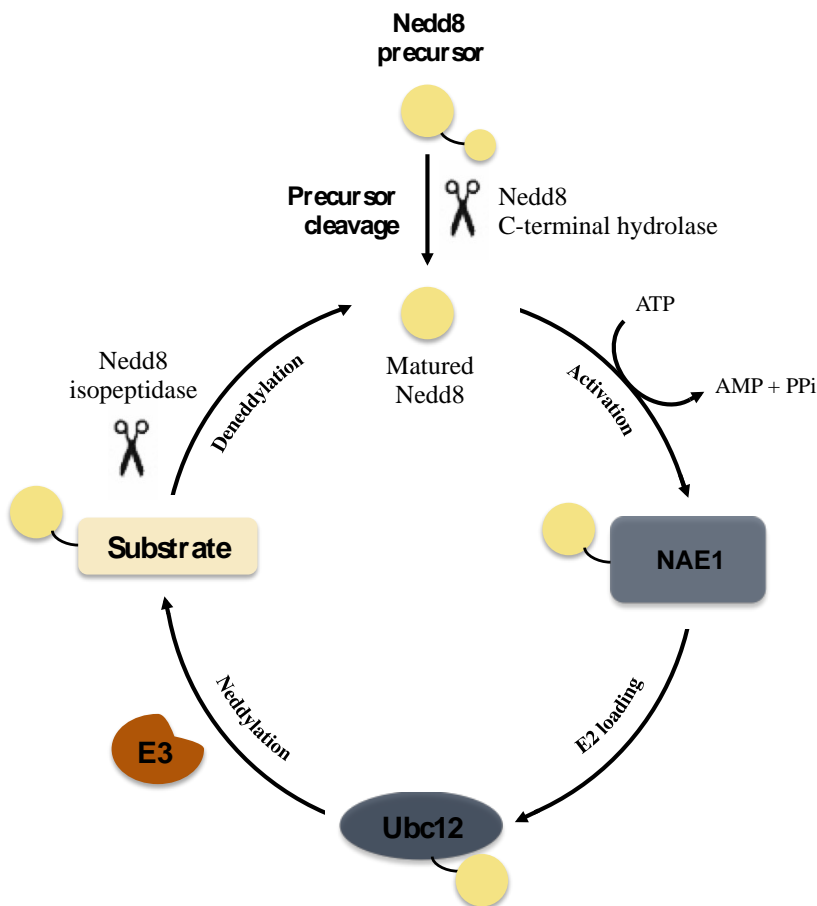 Nedd8
precursor
Precursor
cleavage
Nedd8
C-terminal hydrolase
Matured
Nedd8
ATP
AMP + PPi
Activation
NAE1
E2 loading
Ubc12
Neddylation
E3
Substrate
Nedd8
isopeptidase
Deneddylation